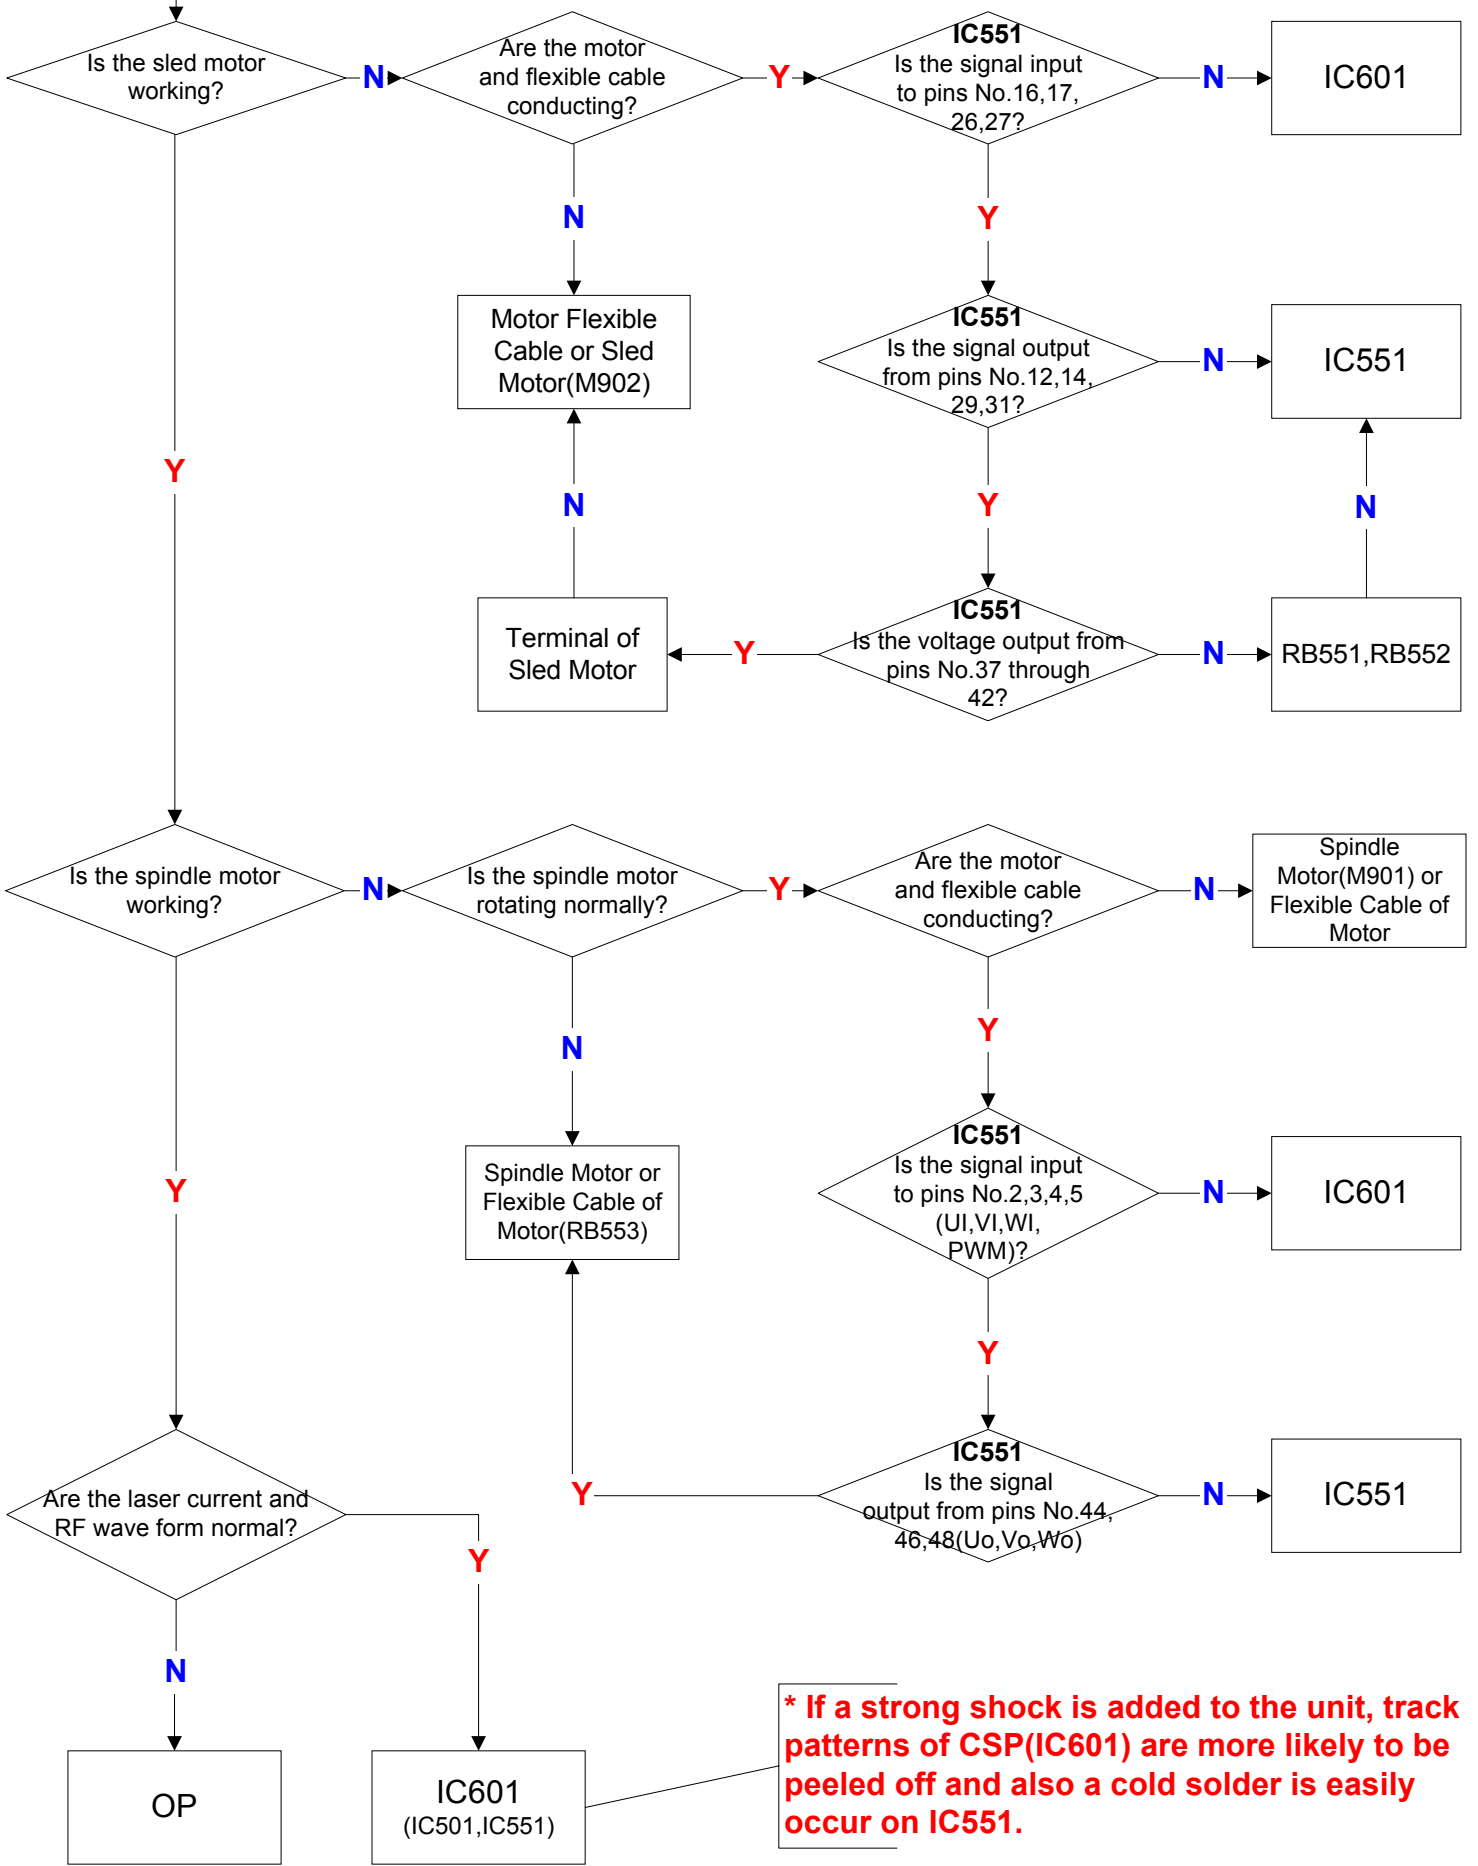 Is the sled motor
working?
N
Are the motor
and flexible cable
conducting?
Y
IC551
Is the signal input
to pins No.16,17,
26,27?
N
IC601
N
Y
Motor Flexible
Cable or Sled
Motor(M902)
IC551
Is the signal output
from pins No.12,14,
29,31?
N
IC551
Y
N
Y
N
Terminal of
Sled Motor
Y
IC551
Is the voltage output from
pins No.37 through
42?
N
RB551,RB552
Is the spindle motor
working?
N
Is the spindle motor
rotating normally?
Y
Are the motor
and flexible cable
conducting?
N
Spindle
Motor(M901) or
Flexible Cable of
Motor
N
Y
Y
Spindle Motor or
Flexible Cable of
Motor(RB553)
IC551
Is the signal input
to pins No.2,3,4,5
(UI,VI,WI,
PWM)?
N
IC601
Y
Are the laser current and
RF wave form normal?
Y
Y
IC551
Is the signal
output from pins No.44,
46,48(Uo,Vo,Wo)
N
IC551
N
OP
IC601
(IC501,IC551)
* If a strong shock is added to the unit, track
patterns of CSP(IC601) are more likely to be
peeled off and also a cold solder is easily
occur on IC551.